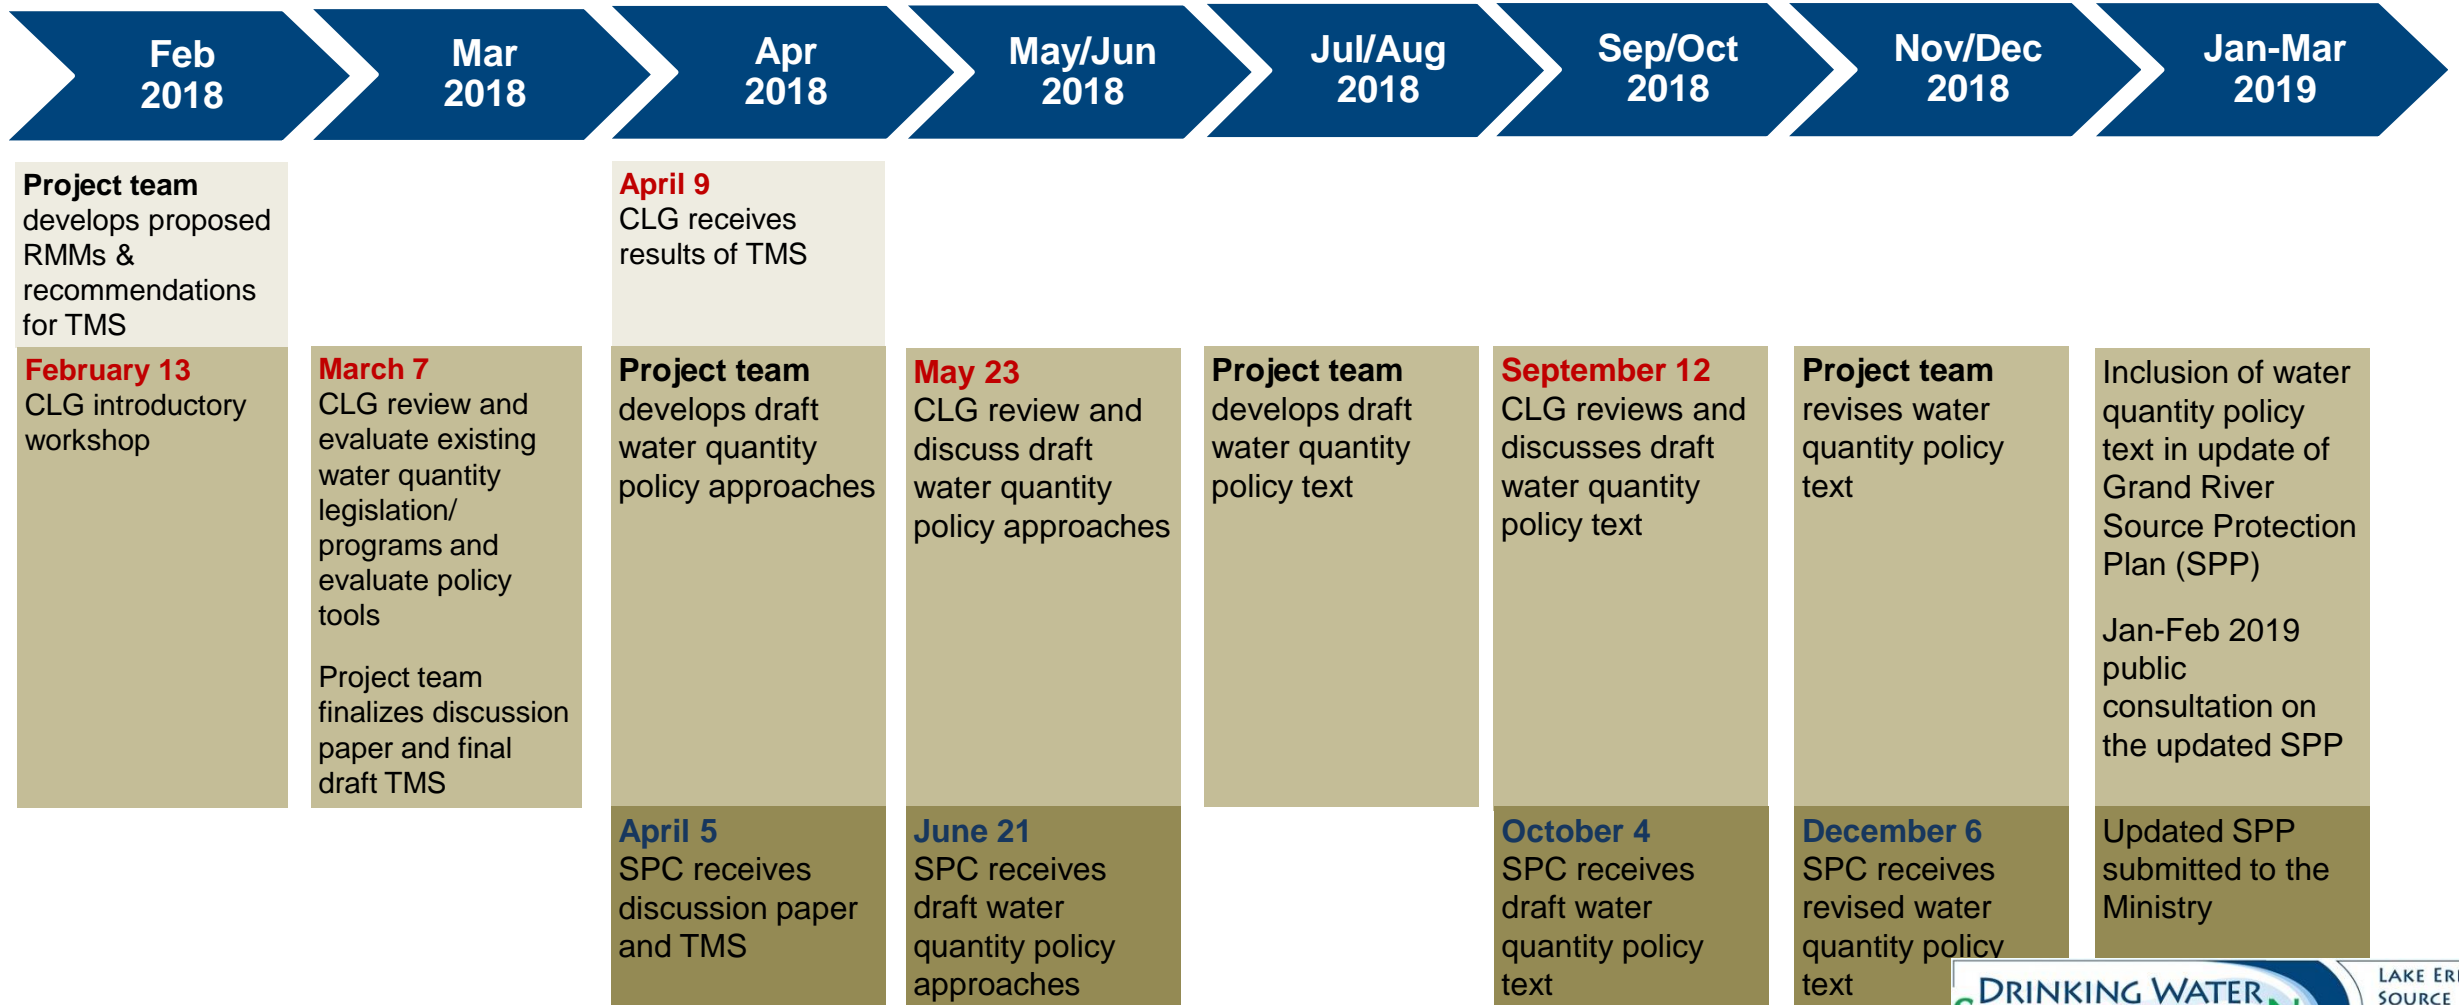 Feb
2018
Mar
2018
Apr
2018
May/Jun
2018
Jul/Aug
2018
Sep/Oct
2018
Nov/Dec
2018
Jan-Mar
2019
Project team
develops proposed
RMMs &
recommendations
for TMS
February 13
CLG introductory
workshop
March 7
CLG review and
evaluate existing
water quantity
legislation/
programs and
evaluate policy
tools
Project team
finalizes discussion
paper and final
draft TMS
April 9
CLG receives
results of TMS
Project team
develops draft
water quantity
policy approaches
April 5
SPC receives
discussion paper
and TMS
May 23
CLG review and
discuss draft
water quantity
policy approaches
June 21
SPC receives
draft water
quantity policy
approaches
Project team
develops draft
water quantity
policy text
September 12
CLG reviews and
discusses draft
water quantity
policy text
October 4
SPC receives
draft water
quantity policy
text
Project team
revises water
quantity policy
text
December 6
SPC receives
revised water
quantity policy
text
Inclusion of water
quantity policy
text in update of
Grand River
Source Protection
Plan (SPP)
Jan-Feb 2019
public
consultation on
the updated SPP
Updated SPP
submitted to the
Ministry
DRINKING WATER
LAKE
SOURCE